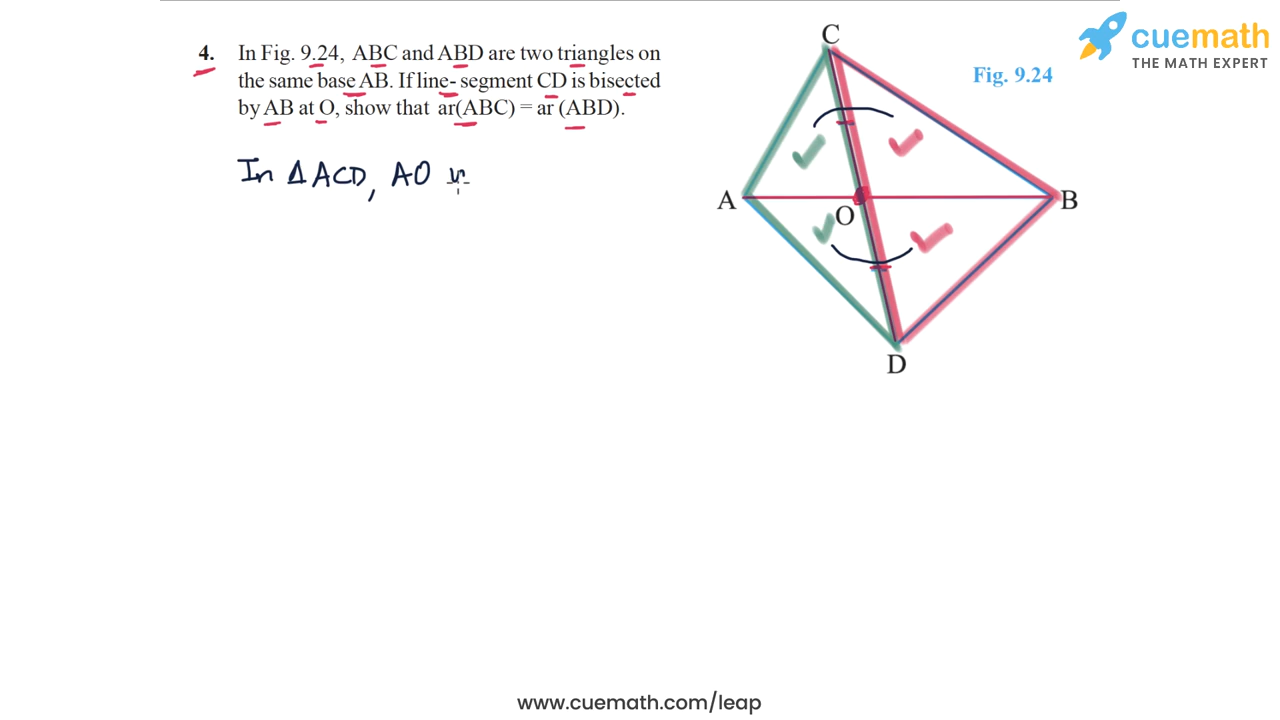 C
cuemath
THE MATH EXPERT
4. In Fig. 9.24, ABC and ABD are two triangles on
the same base AB. If line- segment CD is bisected
by AB at O, show that ar(ABC) = ar (ABD).
Fig. 9.24
In Δ ACD, AO is
A
O
B
D
www.cuemath.com/leap